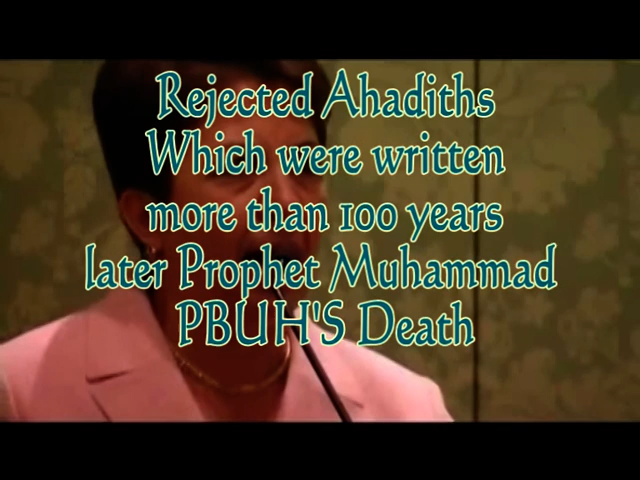 Rejected Ahadiths
Which were written
more than 100 years
later Prophet Muhammad
PBUH'S Death